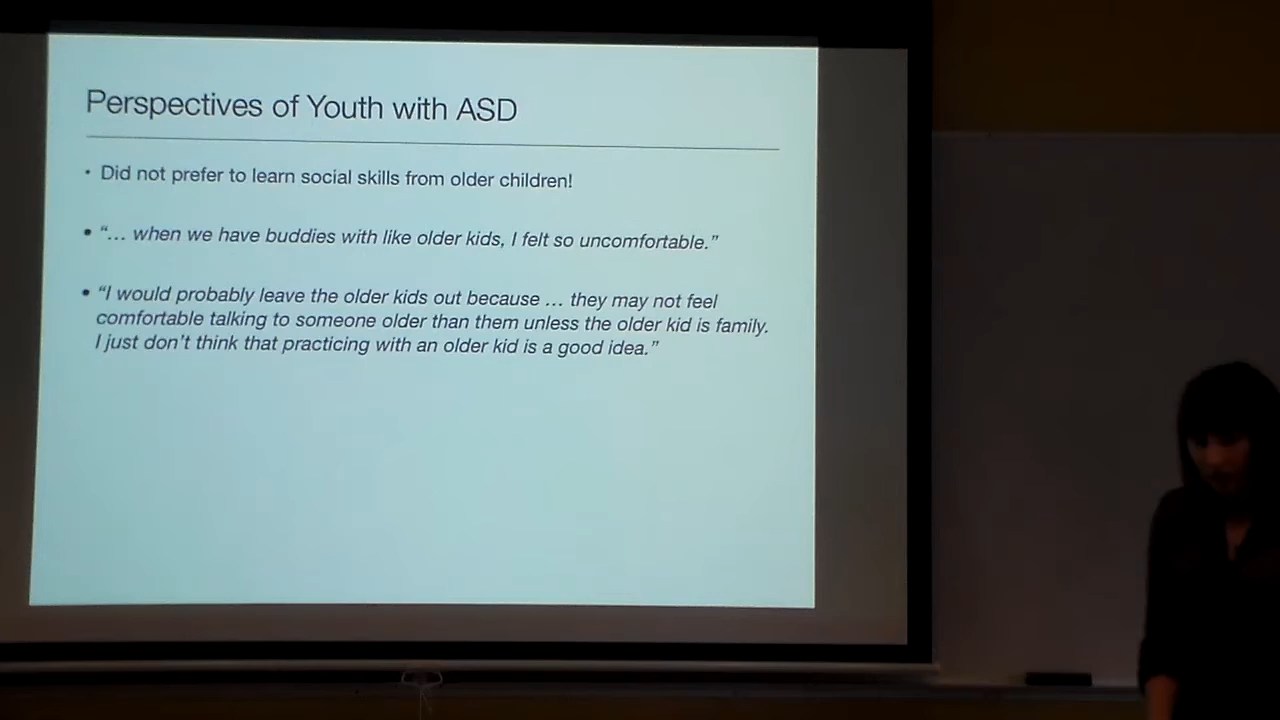 Perspectives of Youth with ASD
• Did not prefer to learn social skills from older children!
• “… when we have buddies with like older kids, I felt so uncomfortable.”
• “I would probably leave the older kids out because … they may not feel
comfortable talking to someone older than them unless the older kid is family.
I just don’t think that practicing with an older kid is a good idea.”